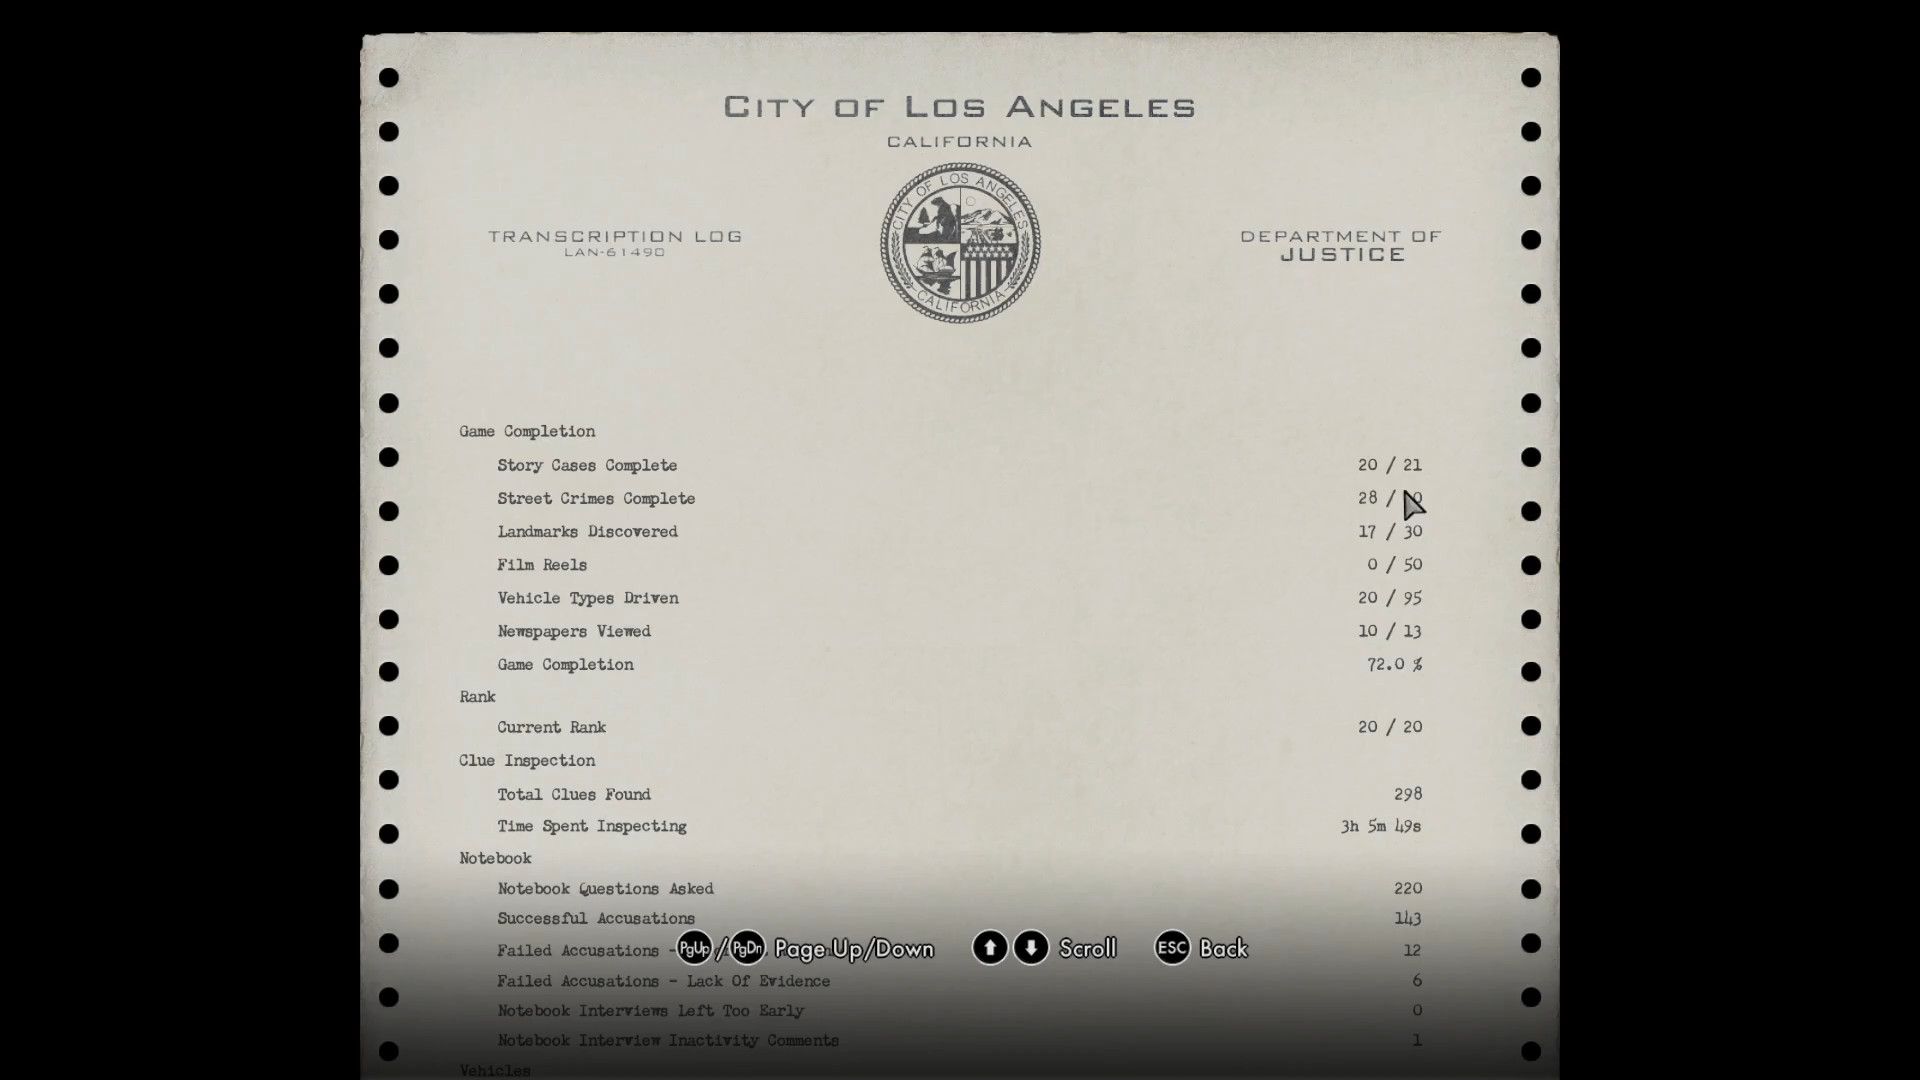 CITY OF LOS ANGELES
CALIFORNIA
CITY OF LOS ANGELES
CALIFORNIA
TRANSCRIPTION LOG
LAN-61490
DEPARTMENT OF
JUSTICE
Game Completion
Story Cases Complete 20 / 21
Street Crimes Complete 28 /
Landmarks Discovered 17 / 30
Film Reels 0 / 50
Vehicle Types Driven 20 / 95
Newspapers Viewed 10 / 13
Game Completion 72.0 %
Rank
Current Rank 20 / 20
Clue Inspection
Total Clues Found 298
Time Spent Inspecting 3h 5m 49s
Notebook
Notebook Questions Asked 220
Successful Accusations 143
Failed Accusations - 12
PgUp / PgDn Page Up/Down Scroll ESC Back
Failed Accusations - Lack Of Evidence 6
Notebook Interviews Left Too Early 0
Notebook Interview Inactivity Comments 1
Vehicles